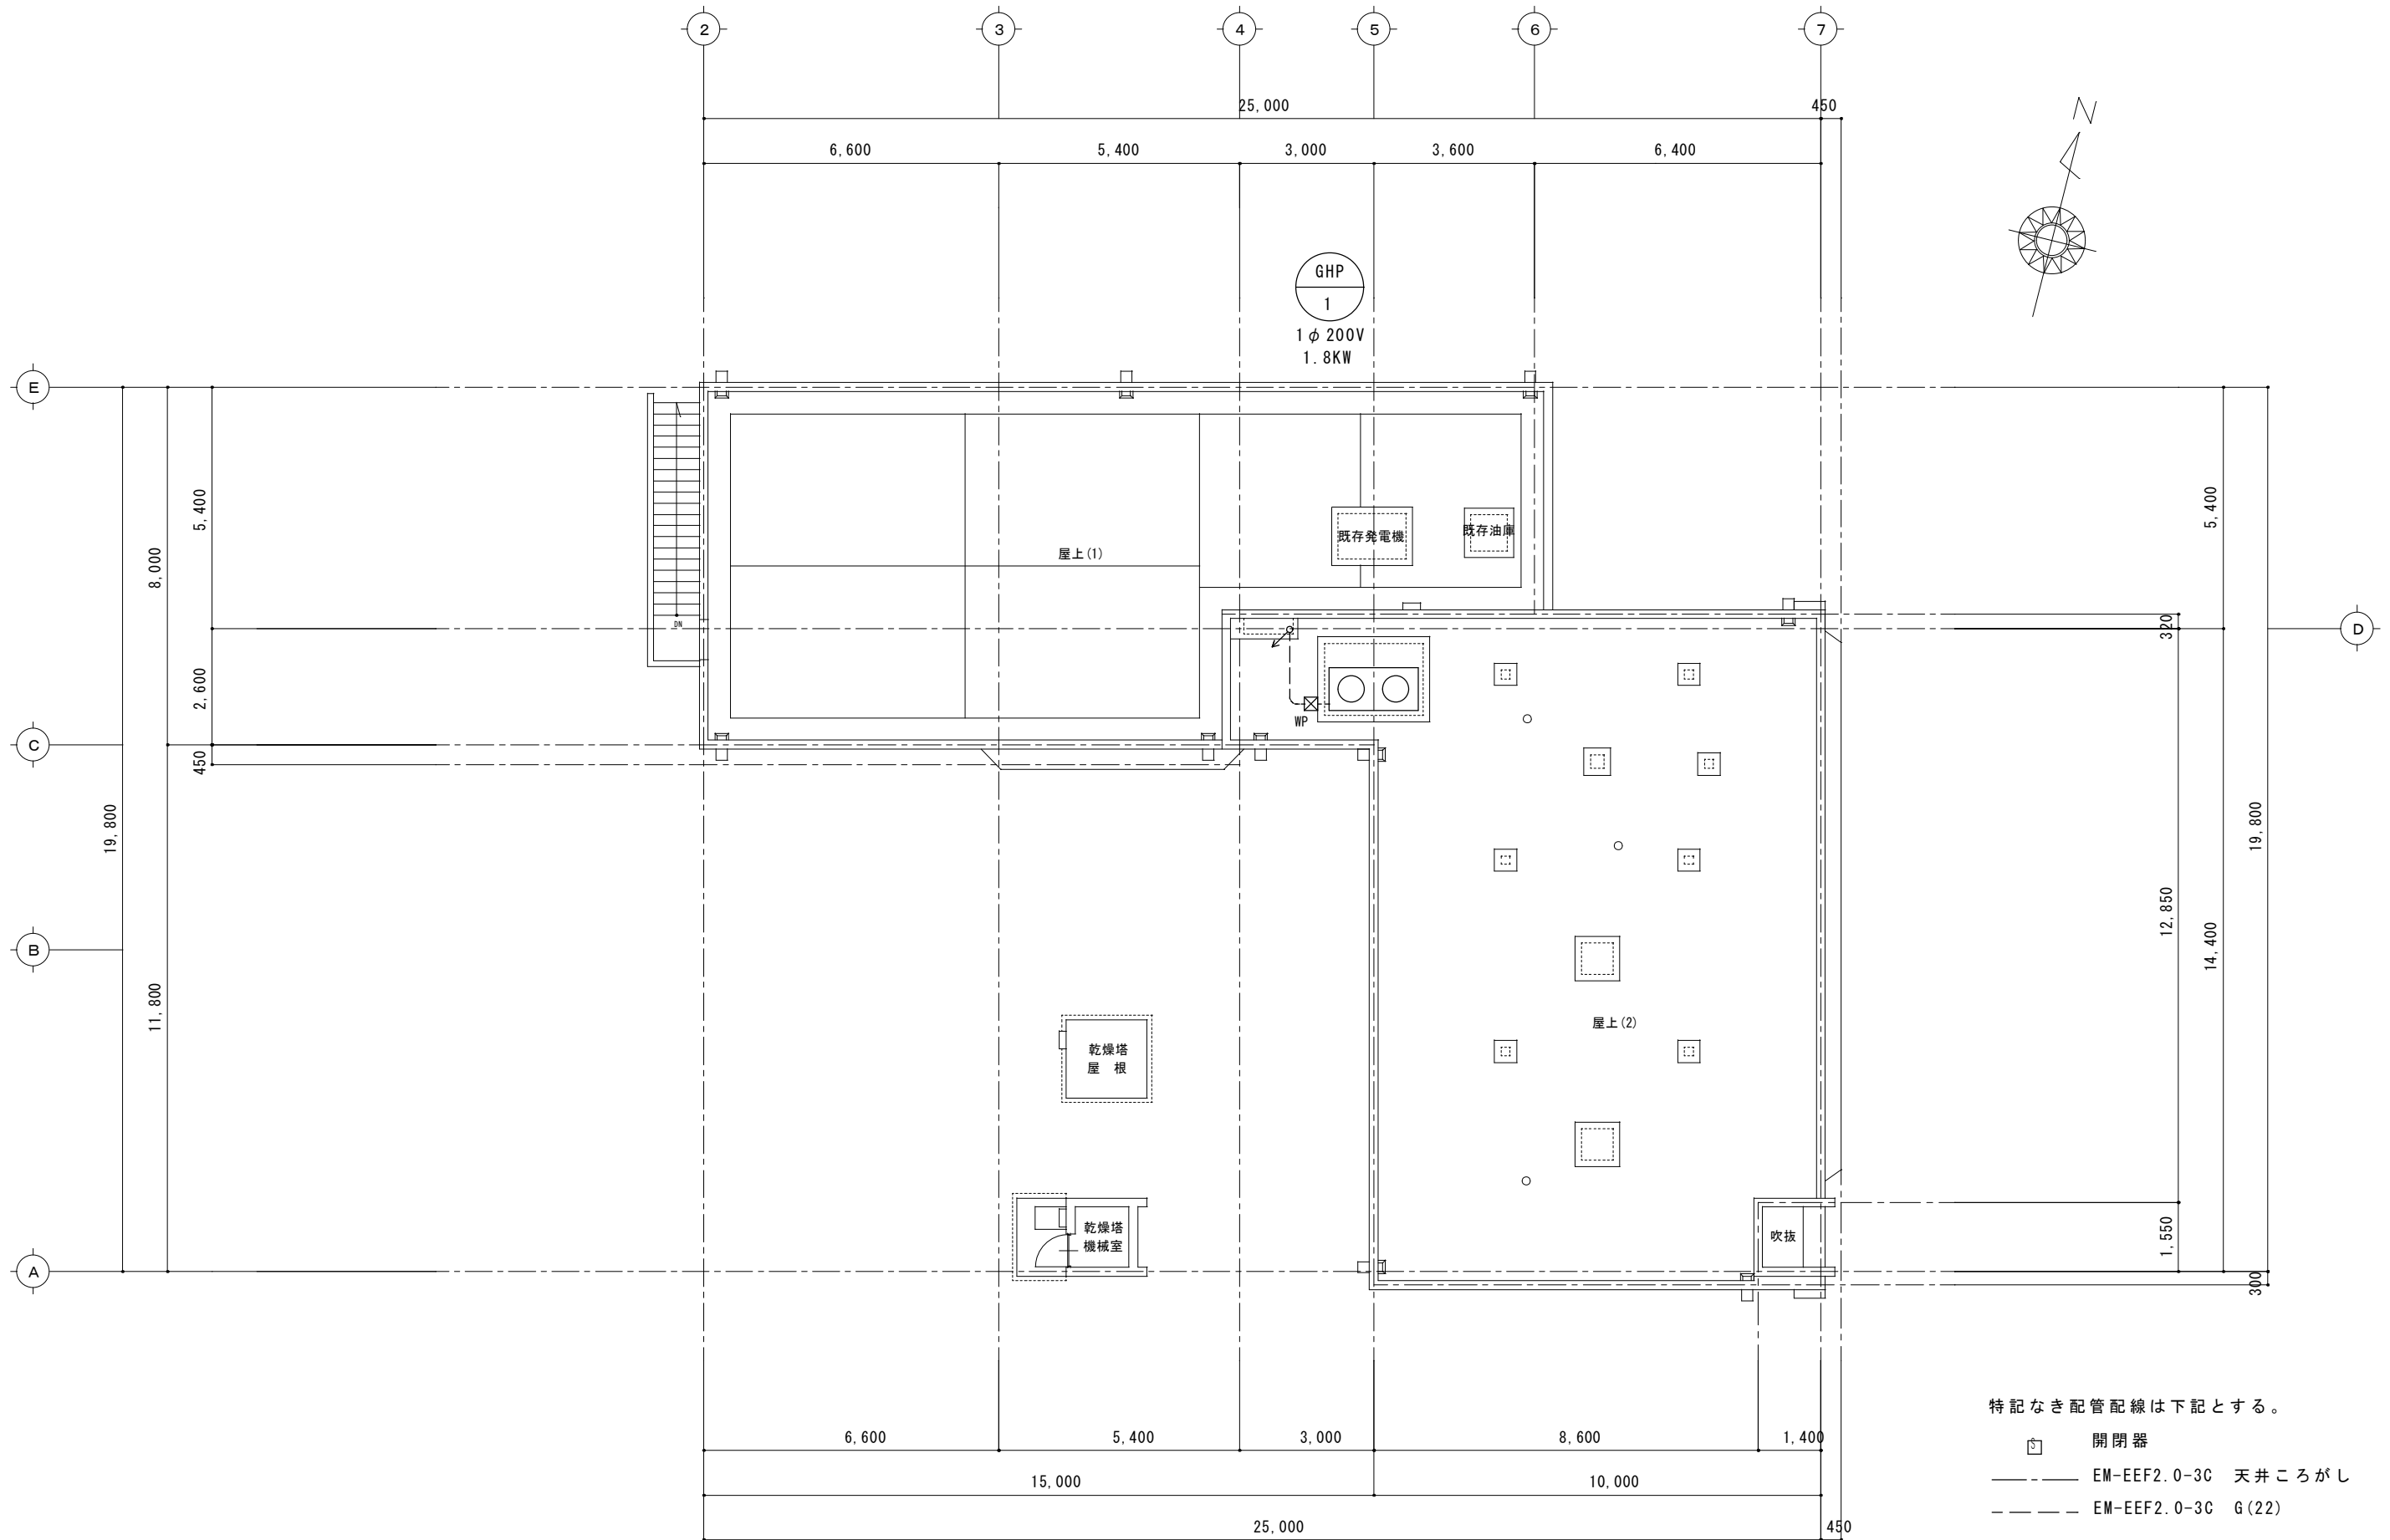 2
3
4
5
6
7
25,000
450
6,600
5,400
3,000
3,600
6,400
N
GHP
1
1φ200V
1.8KW
E
D
C
B
A
5,400
8,000
2,600
450
19,800
11,800
既存発電機
既存油庫
屋上(1)
DN
WP
5,400
320
19,800
12,850
14,400
1,550
300
屋上(2)
乾燥塔
屋 根
乾燥塔
機械室
吹抜
6,600
5,400
3,000
8,600
1,400
15,000
10,000
25,000
450
特記なき配管配線は下記とする。
S 開閉器
EM-EEF2.0-3C 天井ころがし
EM-EEF2.0-3C G(22)